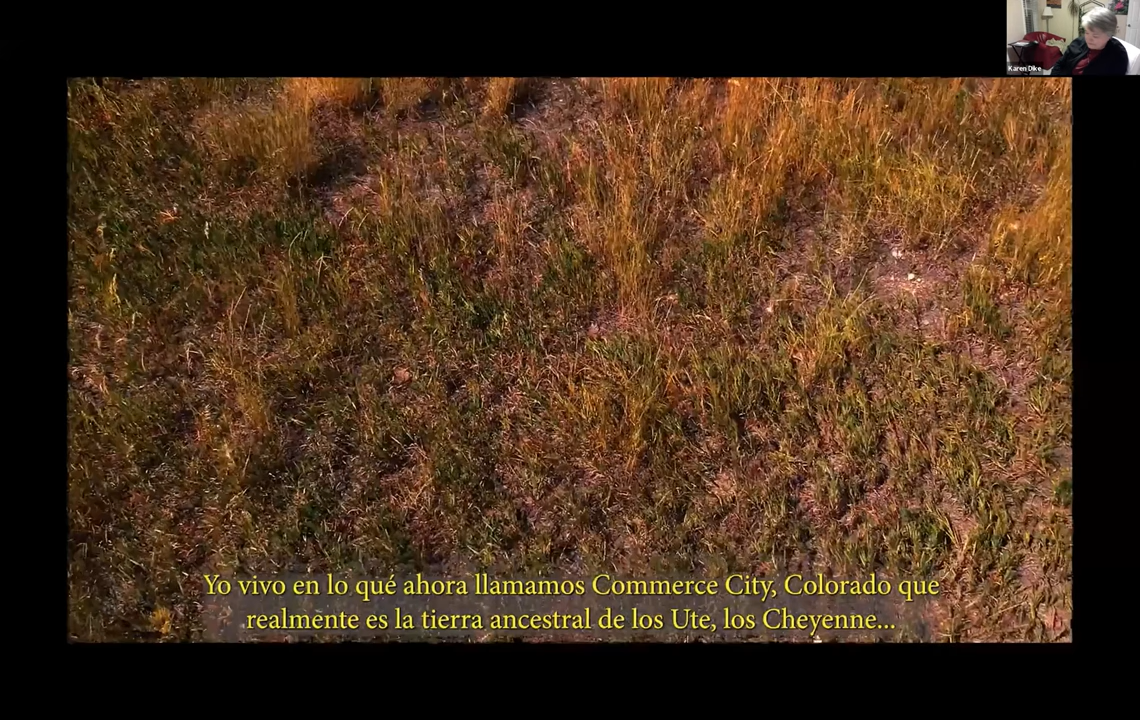 Karen Dike
Yo vivo en lo qué ahora llamamos Commerce City, Colorado que
realmente es la tierra ancestral de los Ute, los Cheyenne...